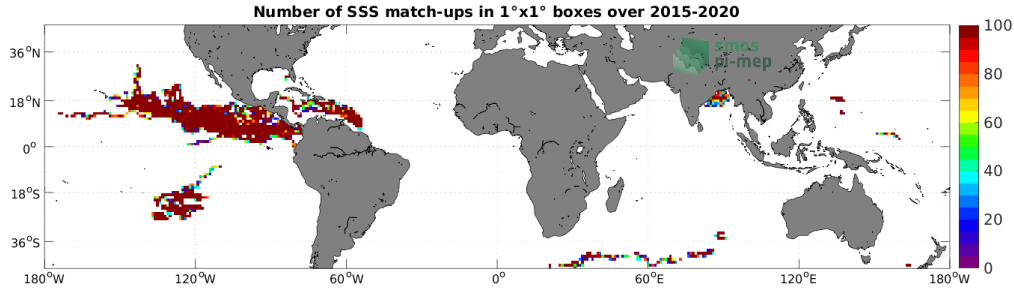 Number of SSS match-ups in 1°x1° boxes over 2015-2020
36°N
18°N
0°
18°S
36°S
180°W
120°W
60°W
0°
60°E
120°E
180°W
100
80
60
40
20
0
smos
pi-mep